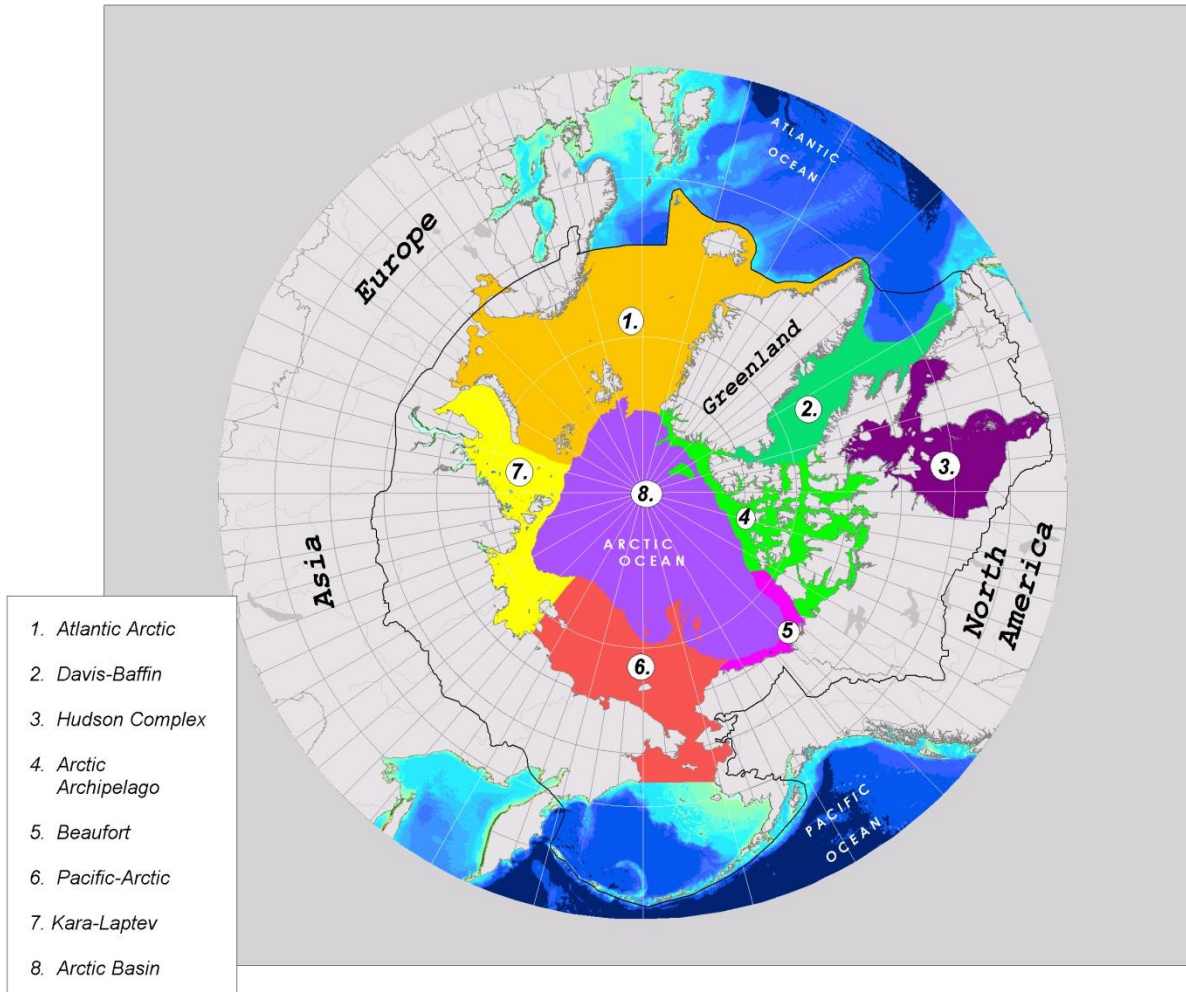 ATLANTIC
OCEAN
Europe
1.
Greenland
2.
3.
7.
8.
4
ARCTIC
OCEAN
Asia
North
America
5
6.
PACIFIC
OCEAN
1. Atlantic Arctic
2. Davis-Baffin
3. Hudson Complex
4. Arctic
Archipelago
5. Beaufort
6. Pacific-Arctic
7. Kara-Laptev
8. Arctic Basin